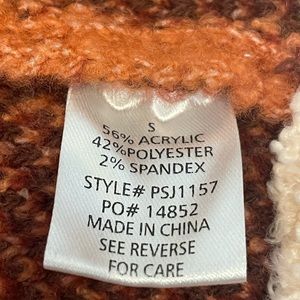 S
56% ACRYLIC
42%POLYESTER
2% SPANDEX
STYLE# PSJ1157
PO# 14852
MADE IN CHINA
SEE REVERSE
FOR CARE